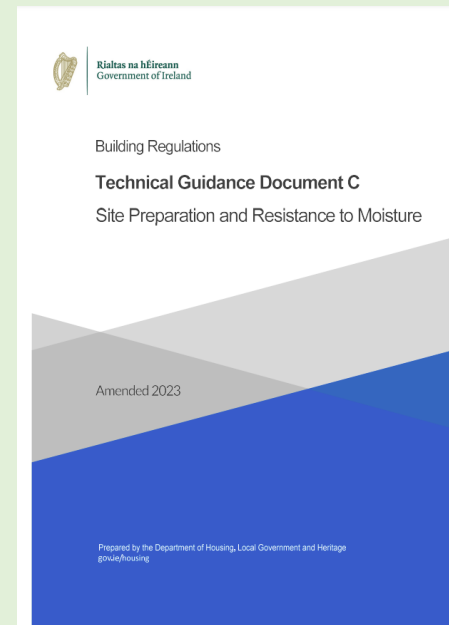 Rialtas na hÉireann
Government of Ireland
Building Regulations
Technical Guidance Document C
Site Preparation and Resistance to Moisture
Amended 2023
Prepared by the Department of Housing, Local Government and Heritage
gov.ie/housing